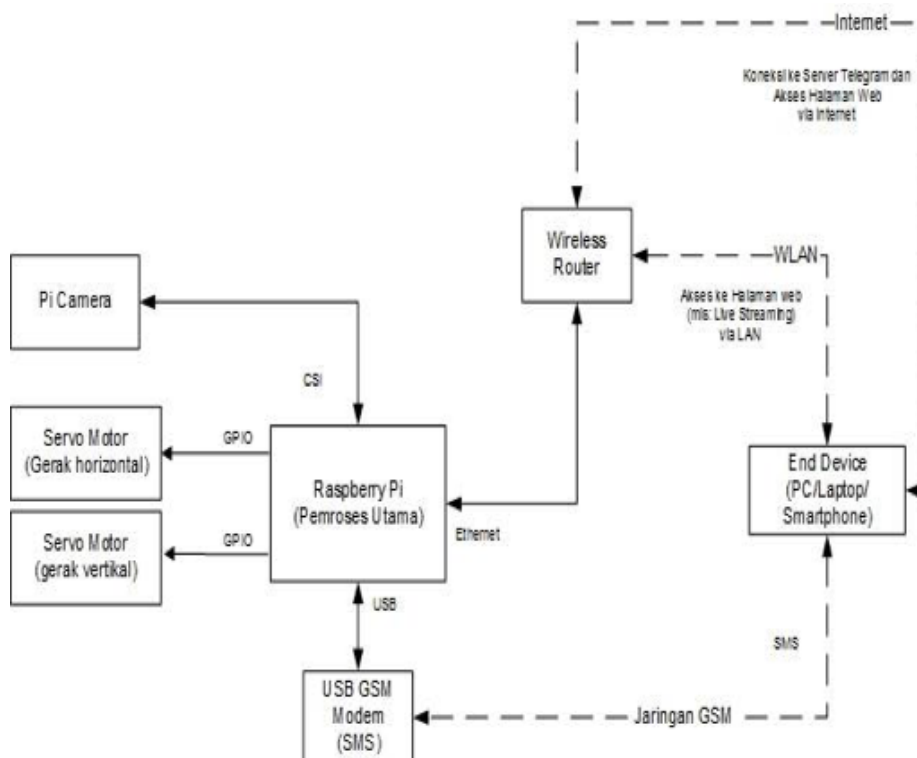 Internet
Koneksi ke Server Telegram dan
Akses Halaman Web
via Internet
Wireless
Router
WLAN
Akses ke Halaman web
(mis: Live Streaming)
via LAN
Pi Camera
CSI
Servo Motor
(Gerak horizontal)
GPIO
Raspberry Pi
(Pemroses Utama)
Ethernet
End Device
(PC/Laptop/
Smartphone)
Servo Motor
(gerak vertikal)
GPIO
USB
SMS
USB GSM
Modem
(SMS)
Jaringan GSM